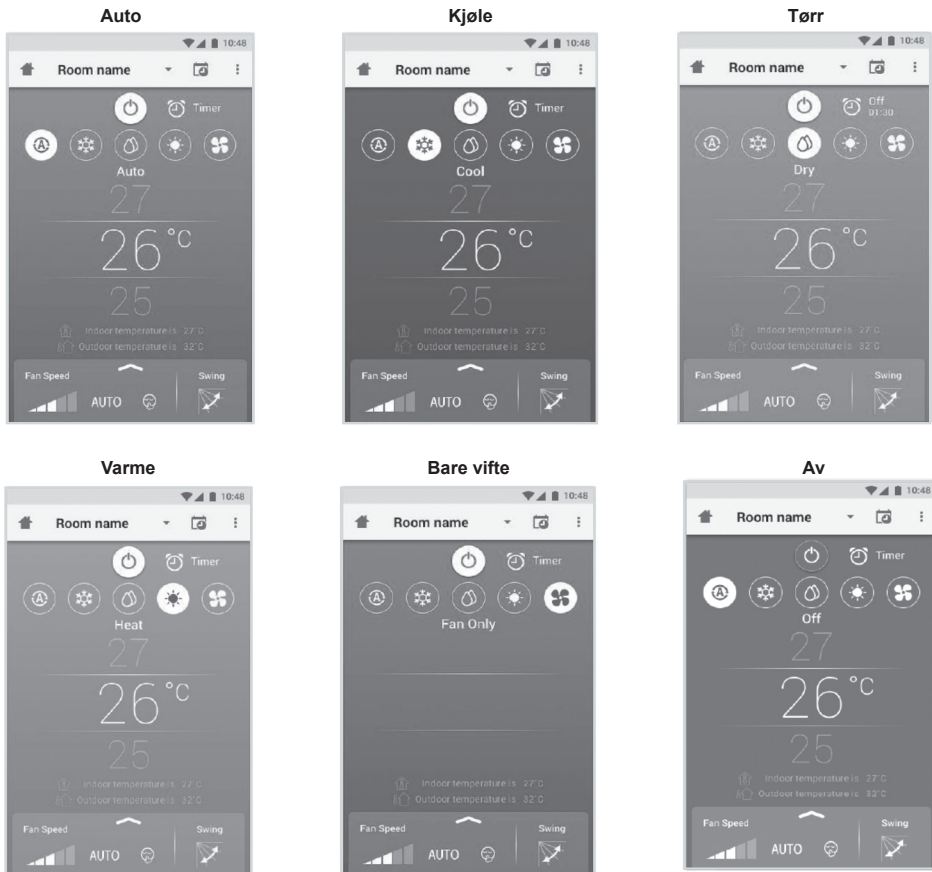 Auto
10:48
Room name
Timer
Auto
27
26°C
25
Indoor temperature is 27°C
Outdoor temperature is 32°C
Fan Speed
Swing
AUTO
Kjøle
10:48
Room name
Timer
Cool
27
26°C
25
Indoor temperature is 27°C
Outdoor temperature is 32°C
Fan Speed
Swing
AUTO
Tørr
10:48
Room name
Off
01:30
Dry
27
26°C
25
Indoor temperature is 27°C
Outdoor temperature is 32°C
Fan Speed
Swing
AUTO
Varme
10:48
Room name
Timer
Heat
27
26°C
25
Indoor temperature is 27°C
Outdoor temperature is 32°C
Fan Speed
Swing
AUTO
Bare vifte
10:48
Room name
Timer
Fan Only
Indoor temperature is 27°C
Outdoor temperature is 32°C
Fan Speed
Swing
AUTO
Av
10:48
Room name
Timer
Off
27
26°C
25
Indoor temperature is 27°C
Outdoor temperature is 32°C
Fan Speed
Swing
AUTO